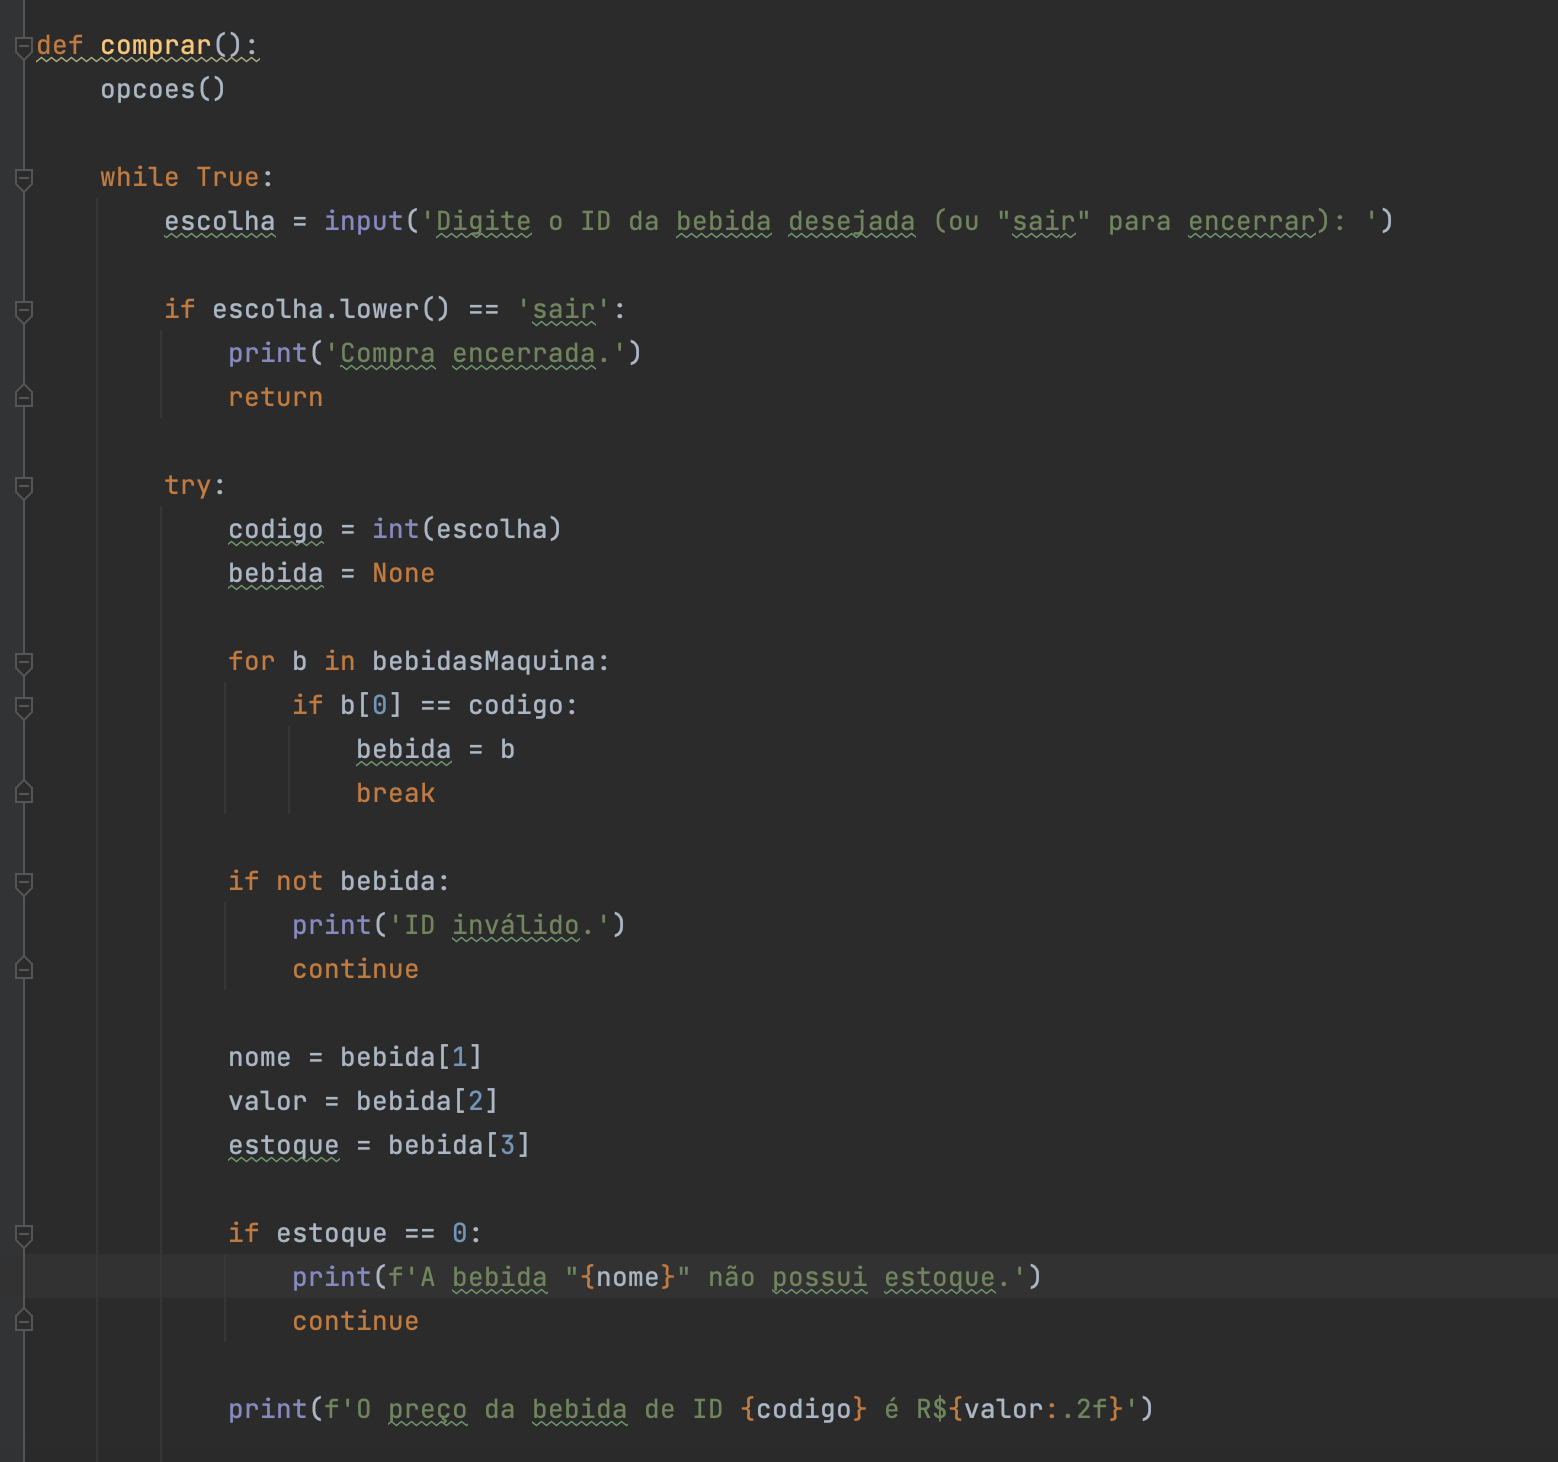 def comprar():
    opcoes()

    while True:
        escolha = input('Digite o ID da bebida desejada (ou "sair" para encerrar): ')

        if escolha.lower() == 'sair':
            print('Compra encerrada.')
            return

        try:
            codigo = int(escolha)
            bebida = None

            for b in bebidasMaquina:
                if b[0] == codigo:
                    bebida = b
                    break

            if not bebida:
                print('ID inválido.')
                continue

            nome = bebida[1]
            valor = bebida[2]
            estoque = bebida[3]

            if estoque == 0:
                print(f'A bebida "{nome}" não possui estoque.')
                continue

            print(f'O preço da bebida de ID {codigo} é R${valor:.2f}')